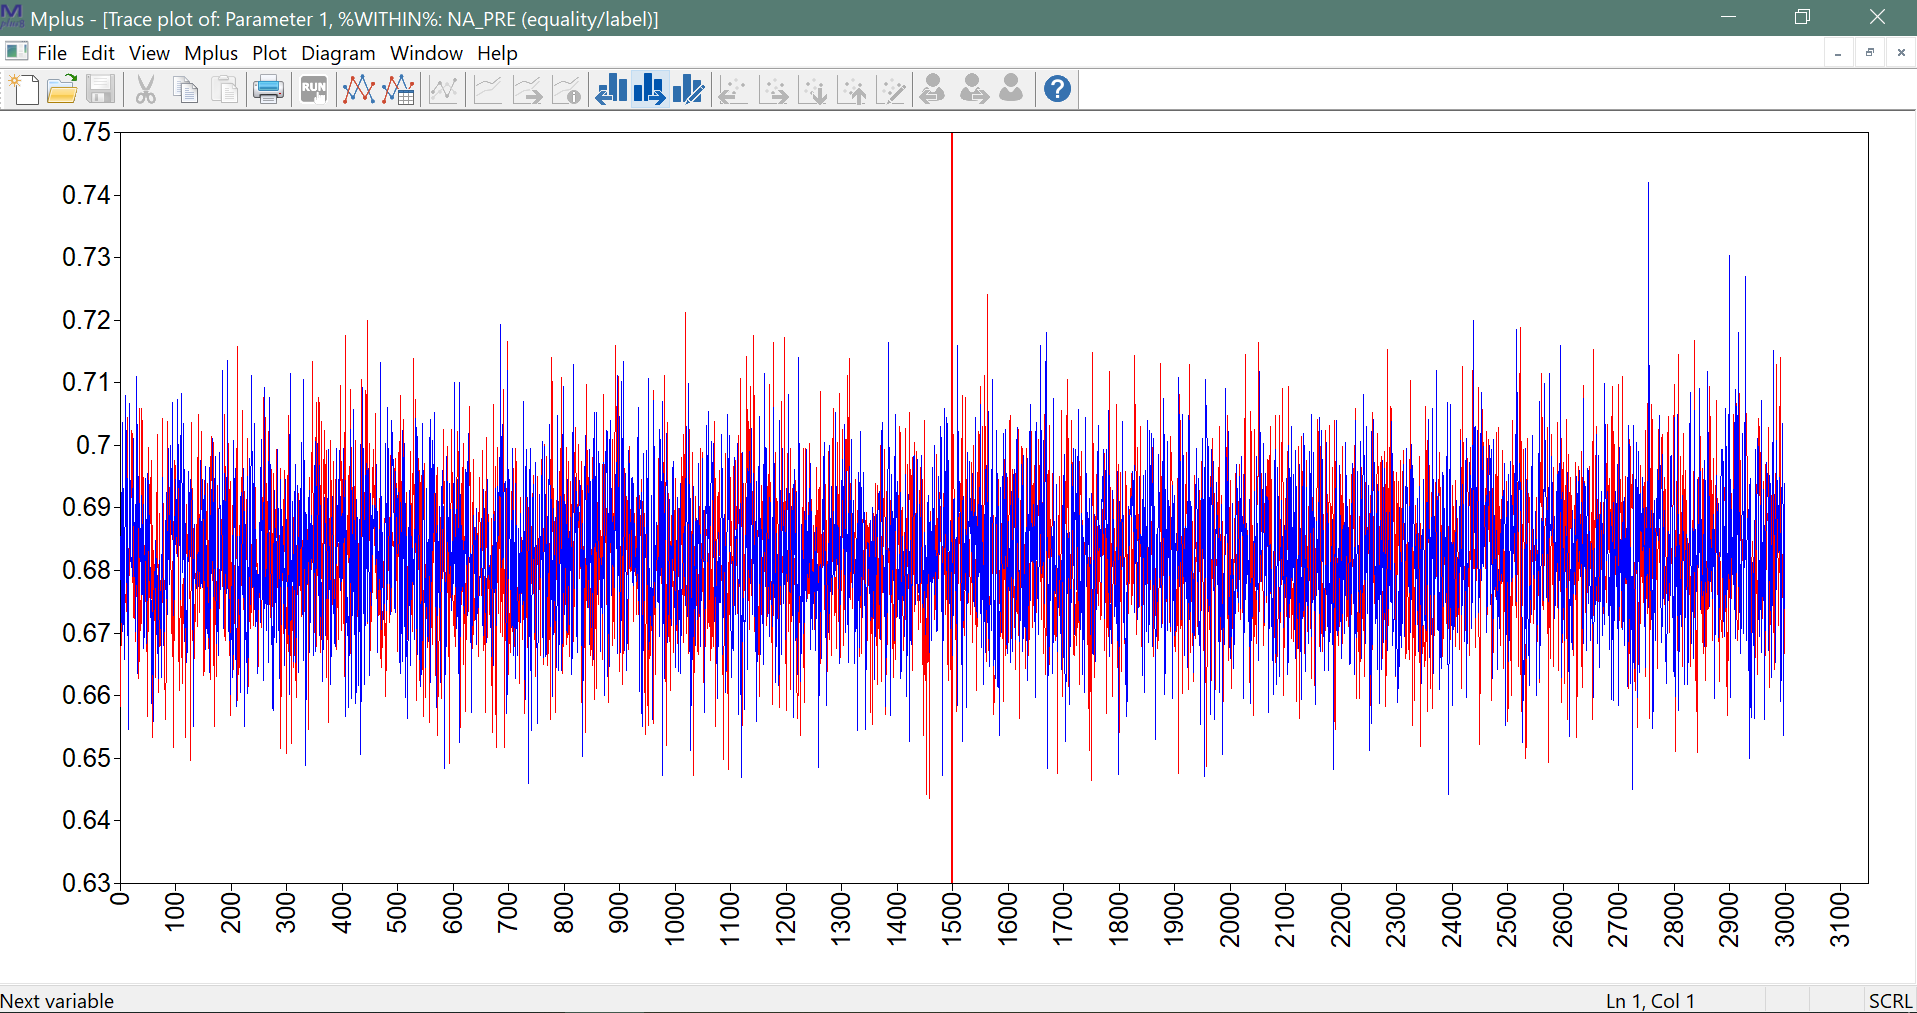 Mplus - [Trace plot of: Parameter 1, %WITHIN%: NA_PRE (equality/label)]
File Edit View Mplus Plot Diagram Window Help
RUN
0.75
0.74
0.73
0.72
0.71
0.7
0.69
0.68
0.67
0.66
0.65
0.64
0.63
0 100 200 300 400 500 600 700 800 900 1000 1100 1200 1300 1400 1500 1600 1700 1800 1900 2000 2100 2200 2300 2400 2500 2600 2700 2800 2900 3000 3100
Next variable Ln 1, Col 1 SCRL